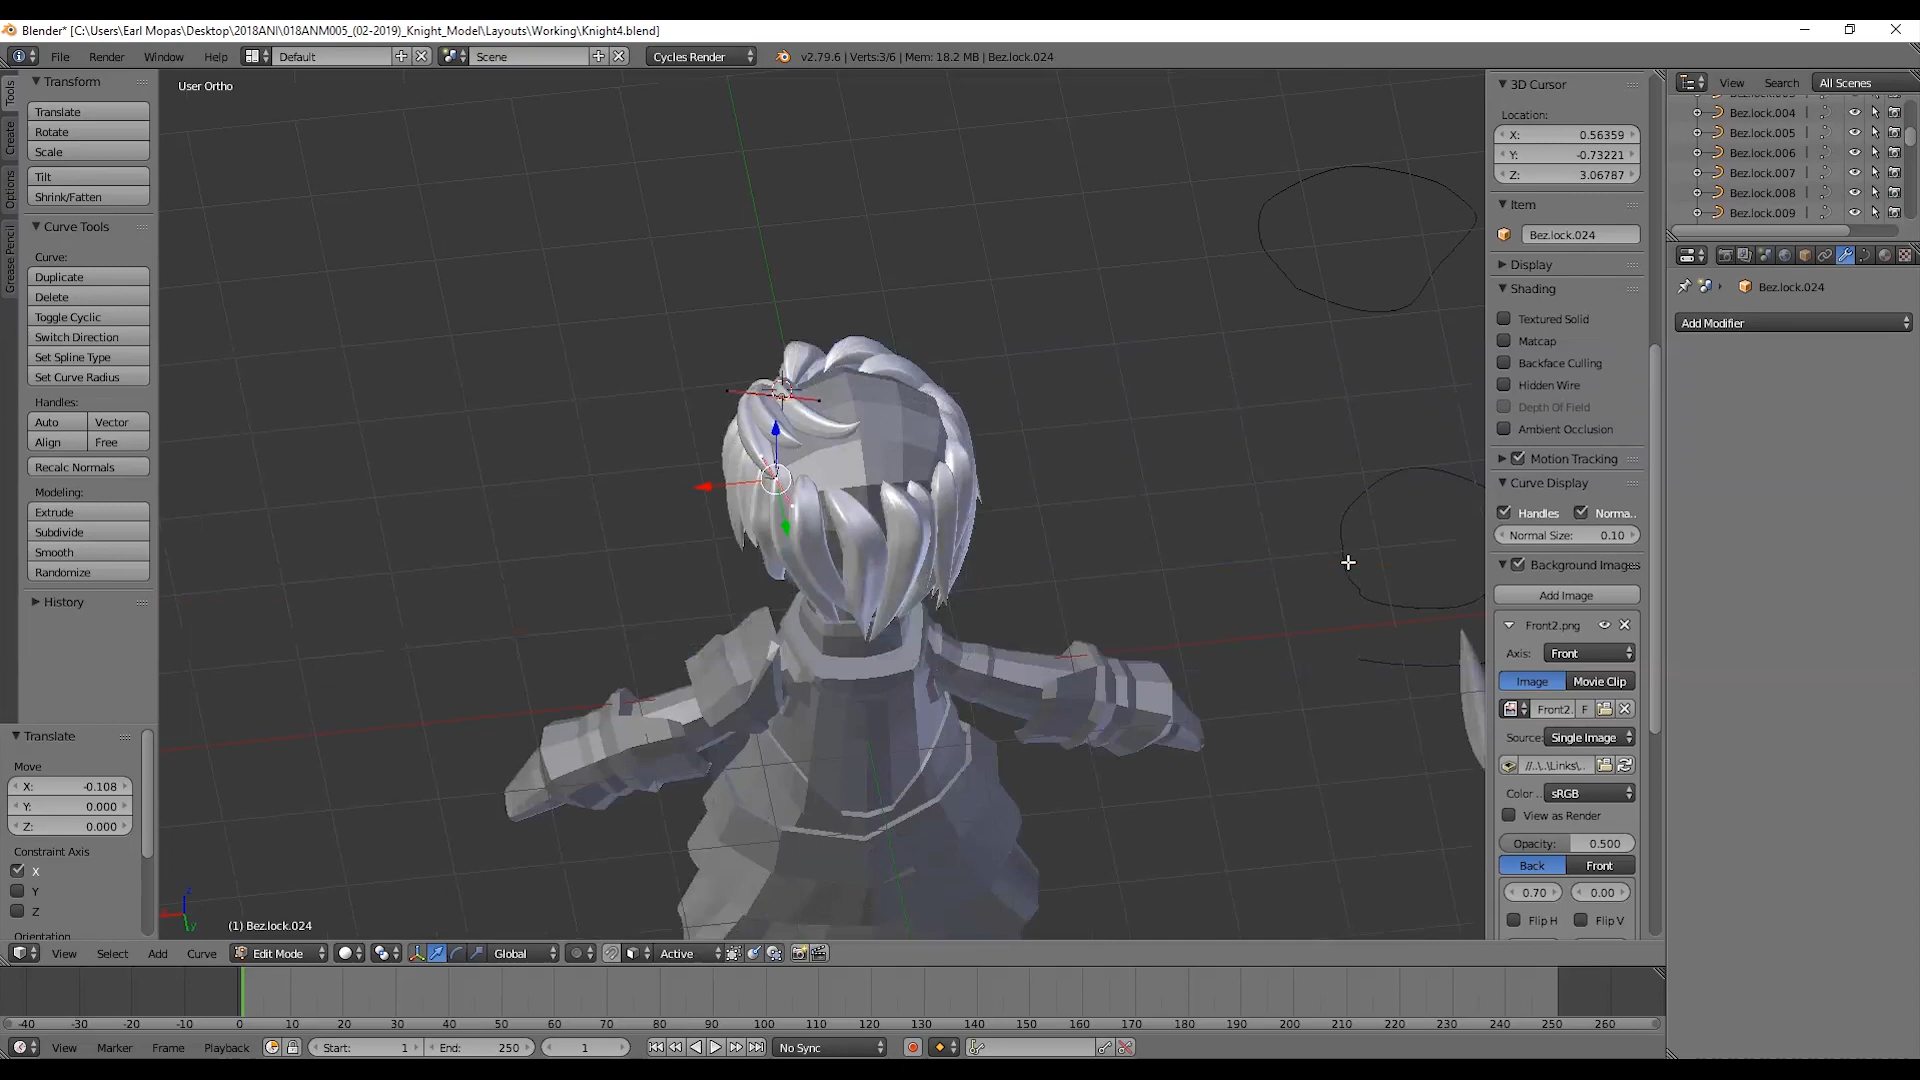 Blender* [C:\Users\Earl Mopas\Desktop\2018ANI\018ANM005_(02-2019)_Knight_Model\Layouts\Working\Knight4.blend]
File Render Window Help Default Scene Cycles Render v2.79.6 | Verts:3/6 | Mem: 18.2 MB | Bez.lock.024
Tools
Create
Options
Grease Pencil
Transform
Translate
Rotate
Scale
Tilt
Shrink/Fatten
Curve Tools
Curve:
Duplicate
Delete
Toggle Cyclic
Switch Direction
Set Spline Type
Set Curve Radius
Handles:
Auto Vector
Align Free
Recalc Normals
Modeling:
Extrude
Subdivide
Smooth
Randomize
History
Translate
Move
X: -0.108
Y: 0.000
Z: 0.000
Constraint Axis
X
Y
Z
Orientation
User Ortho
(1) Bez.lock.024
3D Cursor
Location:
X: 0.56359
Y: -0.73221
Z: 3.06787
Item
Bez.lock.024
Display
Shading
Textured Solid
Matcap
Backface Culling
Hidden Wire
Depth Of Field
Ambient Occlusion
Motion Tracking
Curve Display
Handles Norma..
Normal Size: 0.10
Background Images
Add Image
Front2.png
Axis: Front
Image Movie Clip
Front2. F
Source: Single Image
//..\..\Links\..
Color .. sRGB
View as Render
Opacity: 0.500
Back Front
0.70 0.00
Flip H Flip V
View Search All Scenes
Bez.lock.004
Bez.lock.005
Bez.lock.006
Bez.lock.007
Bez.lock.008
Bez.lock.009
Bez.lock.024
Add Modifier
View Select Add Curve Edit Mode Global Active
-40 -30 -20 -10 0 10 20 30 40 50 60 70 80 90 100 110 120 130 140 150 160 170 180 190 200 210 220 230 240 250 260
View Marker Frame Playback Start: 1 End: 250 1 No Sync